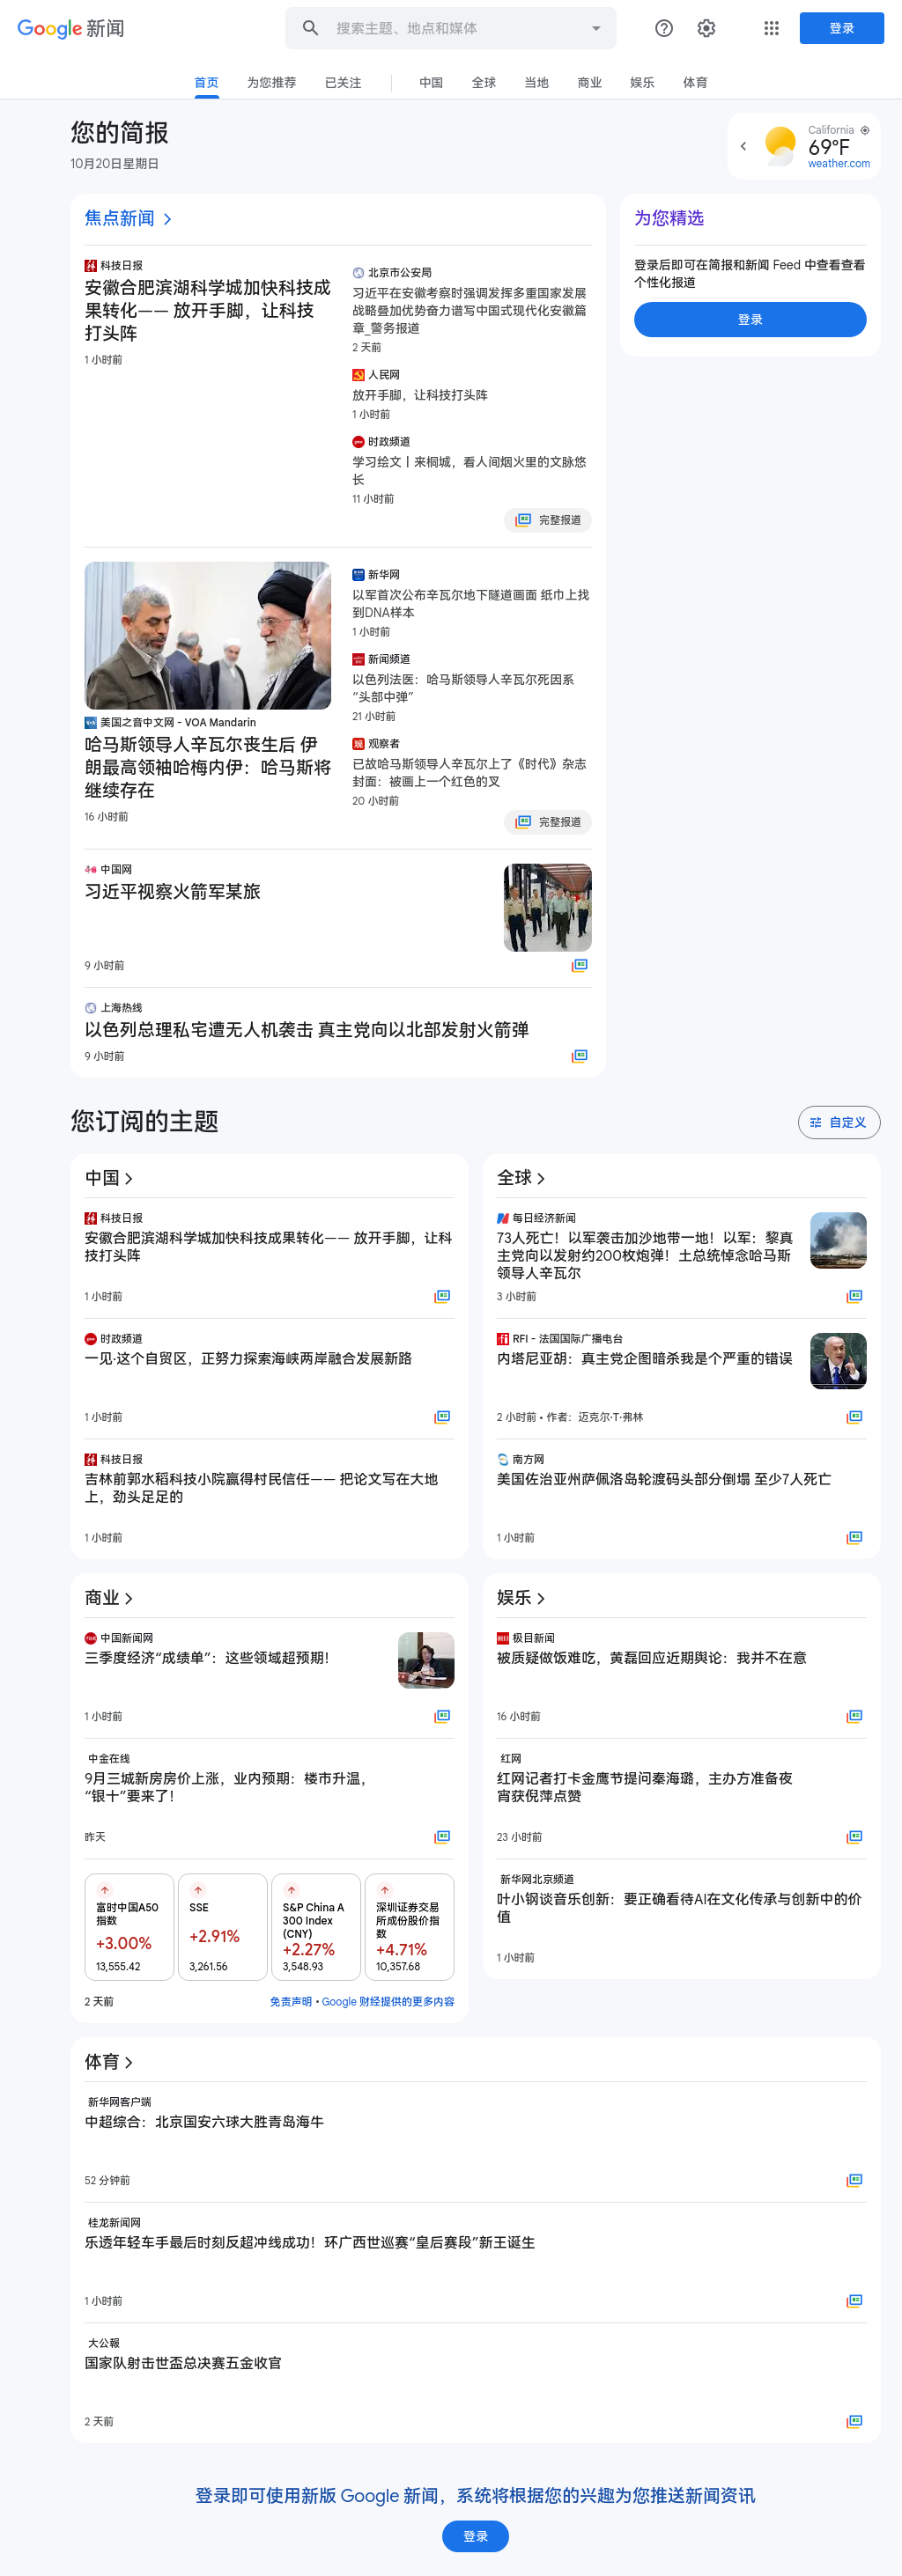 Google 新闻
搜索主题、地点和媒体
登录
首页
为您推荐
已关注
中国
全球
当地
商业
娱乐
体育
您的简报
10月20日星期日
California
69°F
weather.com
焦点新闻
科技日报
安徽合肥滨湖科学城加快科技成
果转化—— 放开手脚，让科技
打头阵
1 小时前
北京市公安局
习近平在安徽考察时强调发挥多重国家发展
战略叠加优势奋力谱写中国式现代化安徽篇
章_警务报道
2 天前
人民网
放开手脚，让科技打头阵
1 小时前
时政频道
学习绘文丨来桐城，看人间烟火里的文脉悠
长
11 小时前
完整报道
为您精选
登录后即可在简报和新闻 Feed 中查看查看
个性化报道
登录
美国之音中文网 - VOA Mandarin
哈马斯领导人辛瓦尔丧生后 伊
朗最高领袖哈梅内伊：哈马斯将
继续存在
16 小时前
新华网
以军首次公布辛瓦尔地下隧道画面 纸巾上找
到DNA样本
1 小时前
新闻频道
以色列法医：哈马斯领导人辛瓦尔死因系
“头部中弹”
21 小时前
观察者
已故哈马斯领导人辛瓦尔上了《时代》杂志
封面：被画上一个红色的叉
20 小时前
完整报道
中国网
习近平视察火箭军某旅
9 小时前
上海热线
以色列总理私宅遭无人机袭击 真主党向以北部发射火箭弹
9 小时前
您订阅的主题
自定义
中国
科技日报
安徽合肥滨湖科学城加快科技成果转化—— 放开手脚，让科
技打头阵
1 小时前
时政频道
一见·这个自贸区，正努力探索海峡两岸融合发展新路
1 小时前
科技日报
吉林前郭水稻科技小院赢得村民信任—— 把论文写在大地
上，劲头足足的
1 小时前
全球
每日经济新闻
73人死亡！以军袭击加沙地带一地！以军：黎真
主党向以发射约200枚炮弹！土总统悼念哈马斯
领导人辛瓦尔
3 小时前
RFI - 法国国际广播电台
内塔尼亚胡：真主党企图暗杀我是个严重的错误
2 小时前 • 作者：迈克尔·T·弗林
南方网
美国佐治亚州萨佩洛岛轮渡码头部分倒塌 至少7人死亡
1 小时前
商业
中国新闻网
三季度经济“成绩单”：这些领域超预期！
1 小时前
中金在线
9月三城新房房价上涨，业内预期：楼市升温，
“银十”要来了！
昨天
富时中国A50
指数
+3.00%
13,555.42
SSE
+2.91%
3,261.56
S&P China A
300 Index
(CNY)
+2.27%
3,548.93
深圳证券交易
所成份股价指
数
+4.71%
10,357.68
2 天前
免责声明 • Google 财经提供的更多内容
娱乐
极目新闻
被质疑做饭难吃，黄磊回应近期舆论：我并不在意
16 小时前
红网
红网记者打卡金鹰节提问秦海璐，主办方准备夜
宵获倪萍点赞
23 小时前
新华网北京频道
叶小钢谈音乐创新：要正确看待AI在文化传承与创新中的价
值
1 小时前
体育
新华网客户端
中超综合：北京国安六球大胜青岛海牛
52 分钟前
桂龙新闻网
乐透年轻车手最后时刻反超冲线成功！环广西世巡赛“皇后赛段”新王诞生
1 小时前
大公報
国家队射击世盃总决赛五金收官
2 天前
登录即可使用新版 Google 新闻，系统将根据您的兴趣为您推送新闻资讯
登录